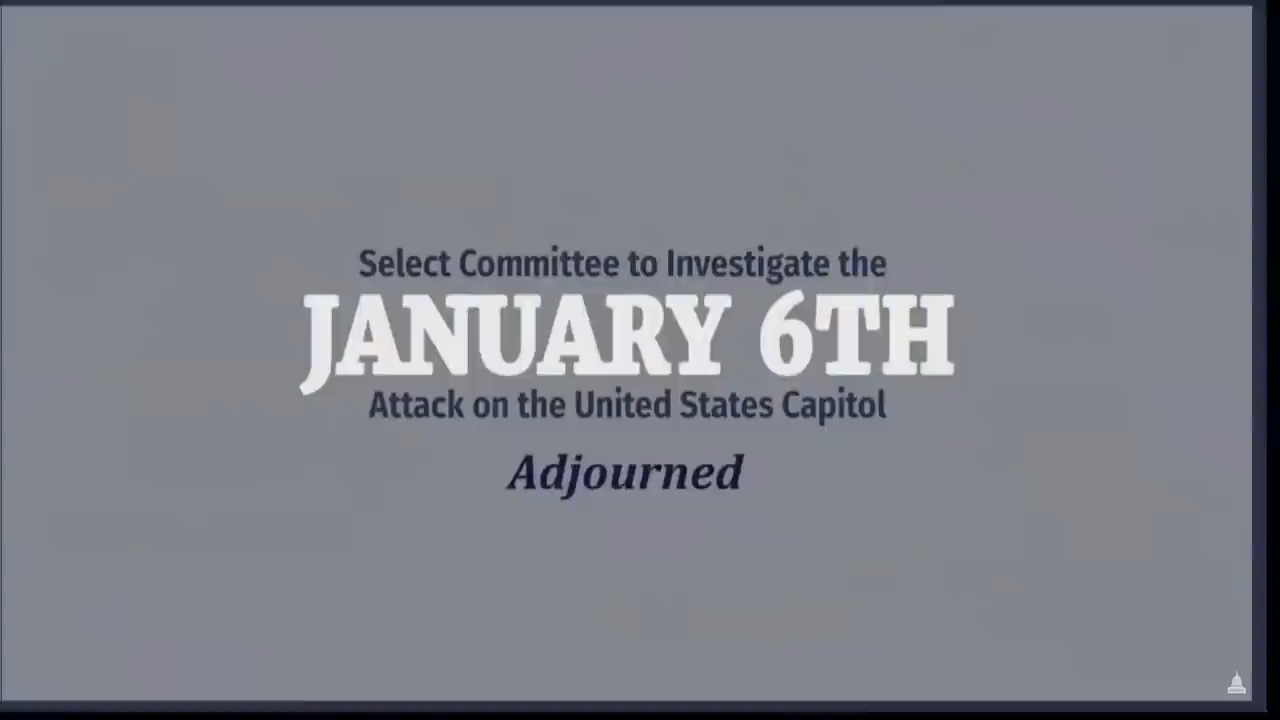 Select Committee to Investigate the
JANUARY 6TH
Attack on the United States Capitol
Adjourned